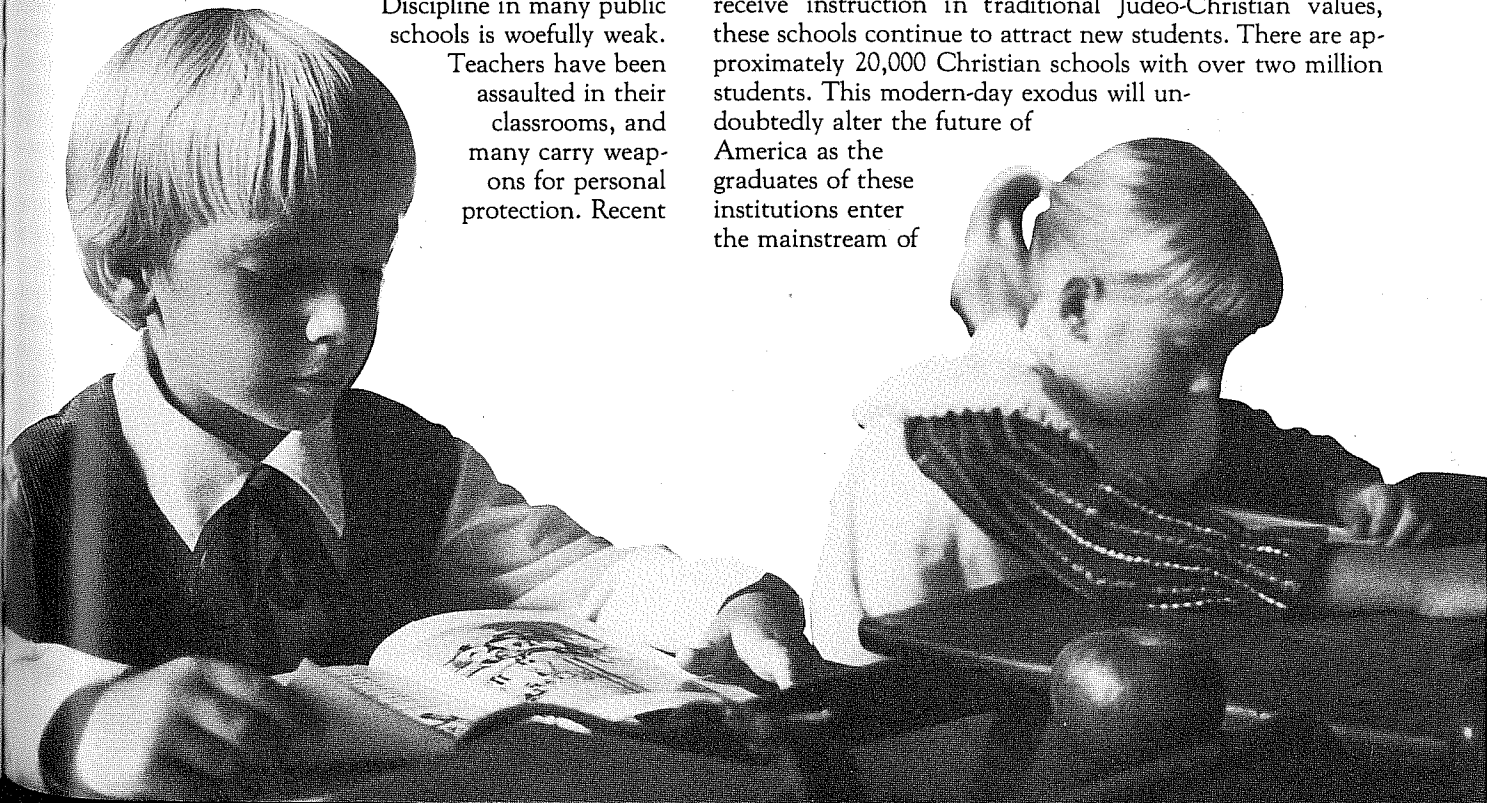 Discipline in many public
schools is woefully weak.
Teachers have been
assaulted in their
classrooms, and
many carry weap-
ons for personal
protection. Recent
receive instruction in traditional Judeo-Christian values,
these schools continue to attract new students. There are ap-
proximately 20,000 Christian schools with over two million
students. This modern-day exodus will un-
doubtedly alter the future of
America as the
graduates of these
institutions enter
the mainstream of